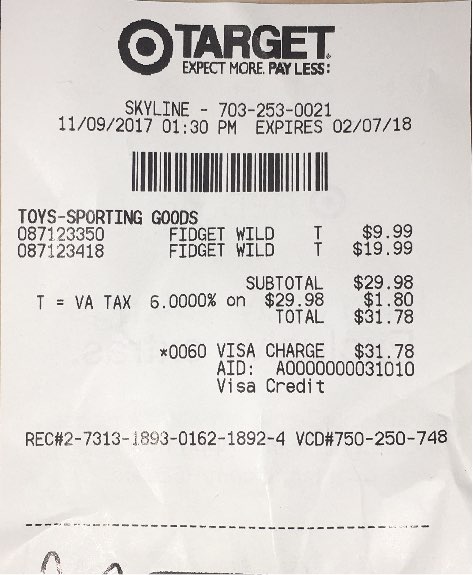 TARGET
EXPECT MORE. PAY LESS:
SKYLINE - 703-253-0021
11/09/2017 01:30 PM EXPIRES 02/07/18
TOYS-SPORTING GOODS
087123350 FIDGET WILD T $9.99
087123418 FIDGET WILD T $19.99
SUBTOTAL $29.98
T = VA TAX 6.0000% on $29.98 $1.80
TOTAL $31.78
*0060 VISA CHARGE $31.78
AID: A0000000031010
Visa Credit
REC#2-7313-1893-0162-1892-4 VCD#750-250-748